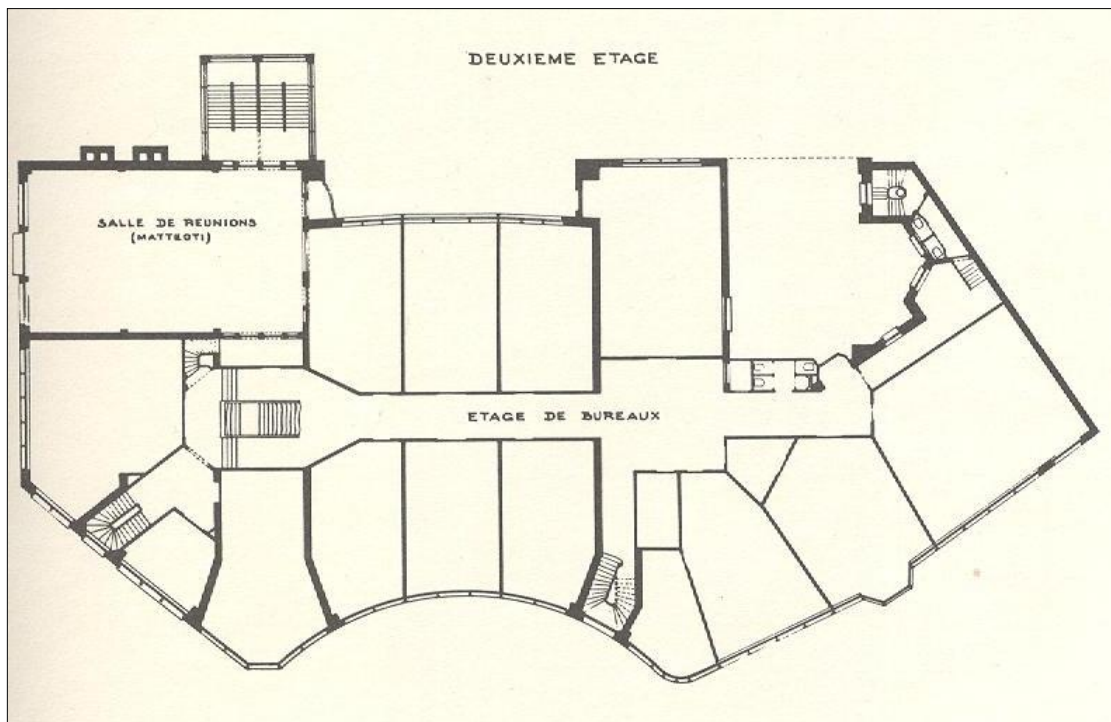 DEUXIEME ETAGE
SALLE DE REUNIONS
(MATTEOTI)
ETAGE DE BUREAUX